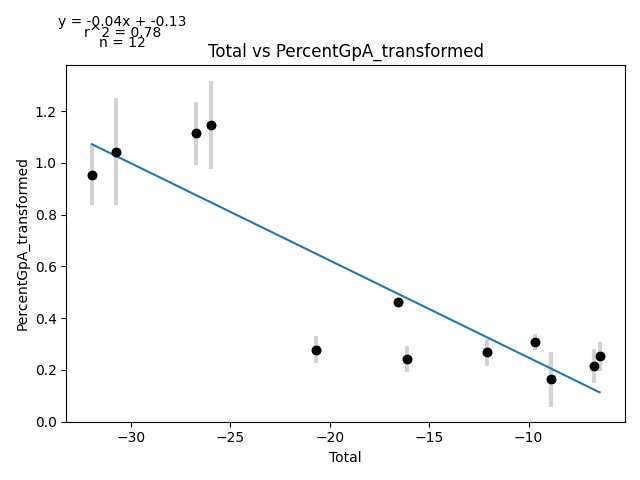 y = -0.04x + -0.13
r^2 = 0.78
n = 12
Total vs PercentGpA_transformed
PercentGpA_transformed
1.2
1.0
0.8
0.6
0.4
0.2
0.0
−30
−25
−20
−15
−10
Total